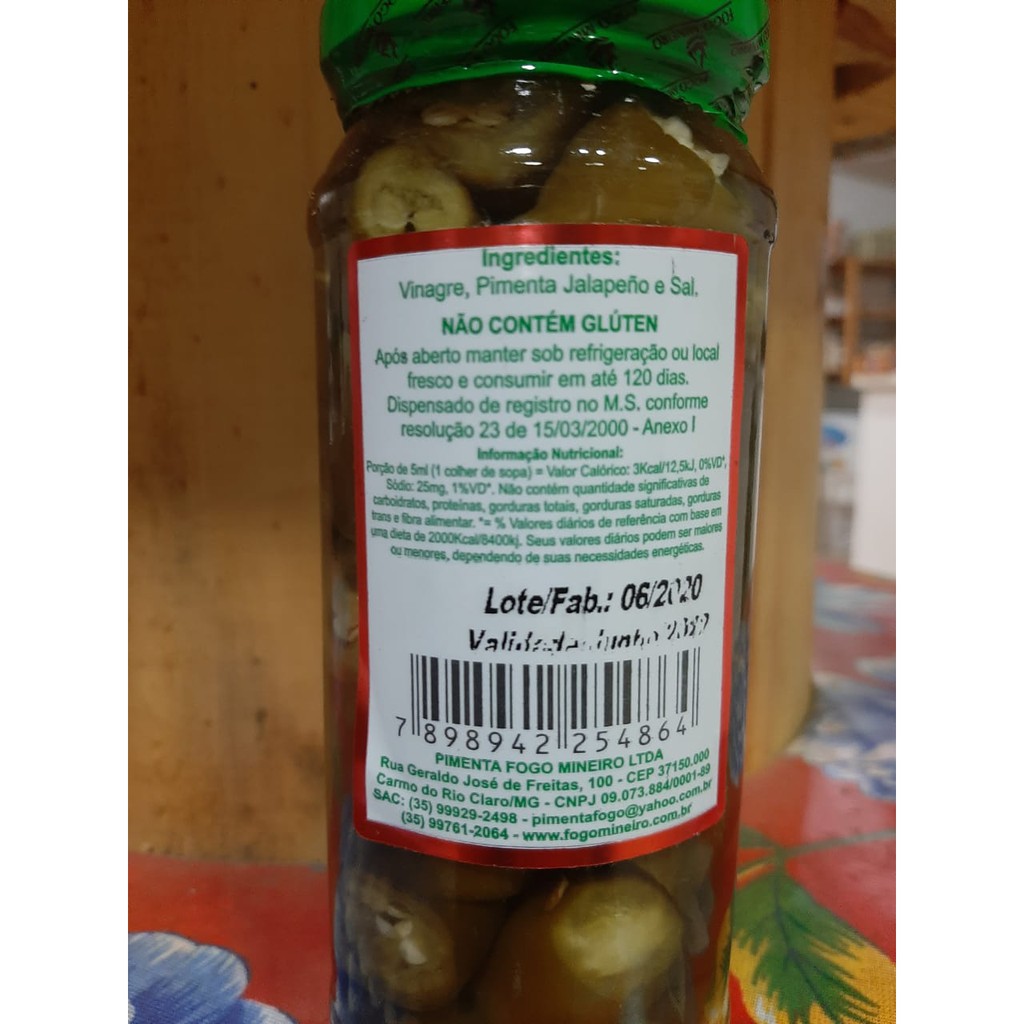 Ingredientes:
Vinagre, Pimenta Jalapeño e Sal.
NÃO CONTÉM GLÚTEN
Após aberto manter sob refrigeração ou local
fresco e consumir em até 120 dias.
Dispensado de registro no M.S. conforme
resolução 23 de 15/03/2000 - Anexo I
Informação Nutricional:
Porção de 5ml (1 colher de sopa) = Valor Calórico: 3Kcal/12,5kJ, 0%VD*,
Sódio: 25mg, 1%VD*. Não contém quantidade significativas de
carboidratos, proteínas, gorduras totais, gorduras saturadas, gorduras
trans e fibra alimentar. *= % Valores diários de referência com base em
uma dieta de 2000Kcal/8400kj. Seus valores diários podem ser maiores
ou menores, dependendo de suas necessidades energéticas.
Lote/Fab.: 06/2020
Validade: Junho
7 898942 254864
PIMENTA FOGO MINEIRO LTDA
Rua Geraldo José de Freitas, 100 - CEP 37150.000
Carmo do Rio Claro/MG - CNPJ 09.073.884/0001-89
SAC: (35) 99929-2498 - pimentafogo@yahoo.com.br
(35) 99761-2064 - www.fogomineiro.com.br